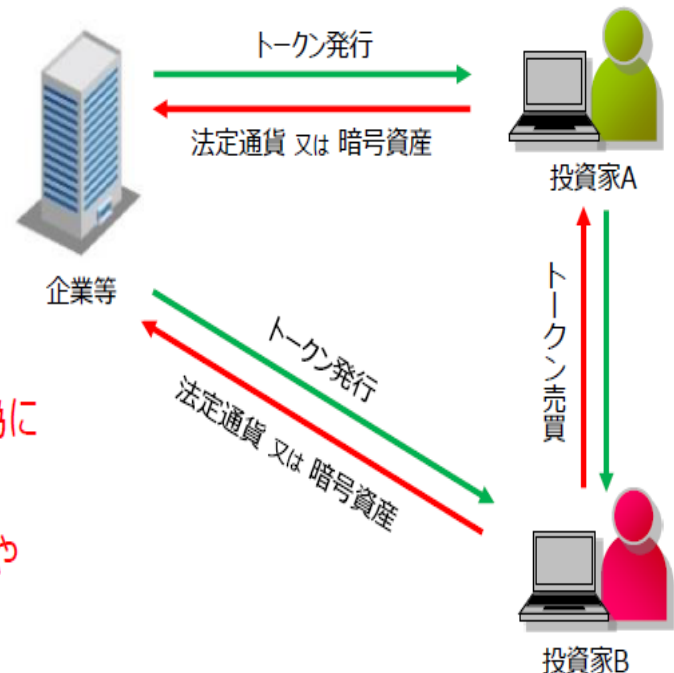 トークン発行
法定通貨 又は 暗号資産
投資家A
企業等
トークン発行
法定通貨 又は 暗号資産
トークン売買
に
や
投資家B